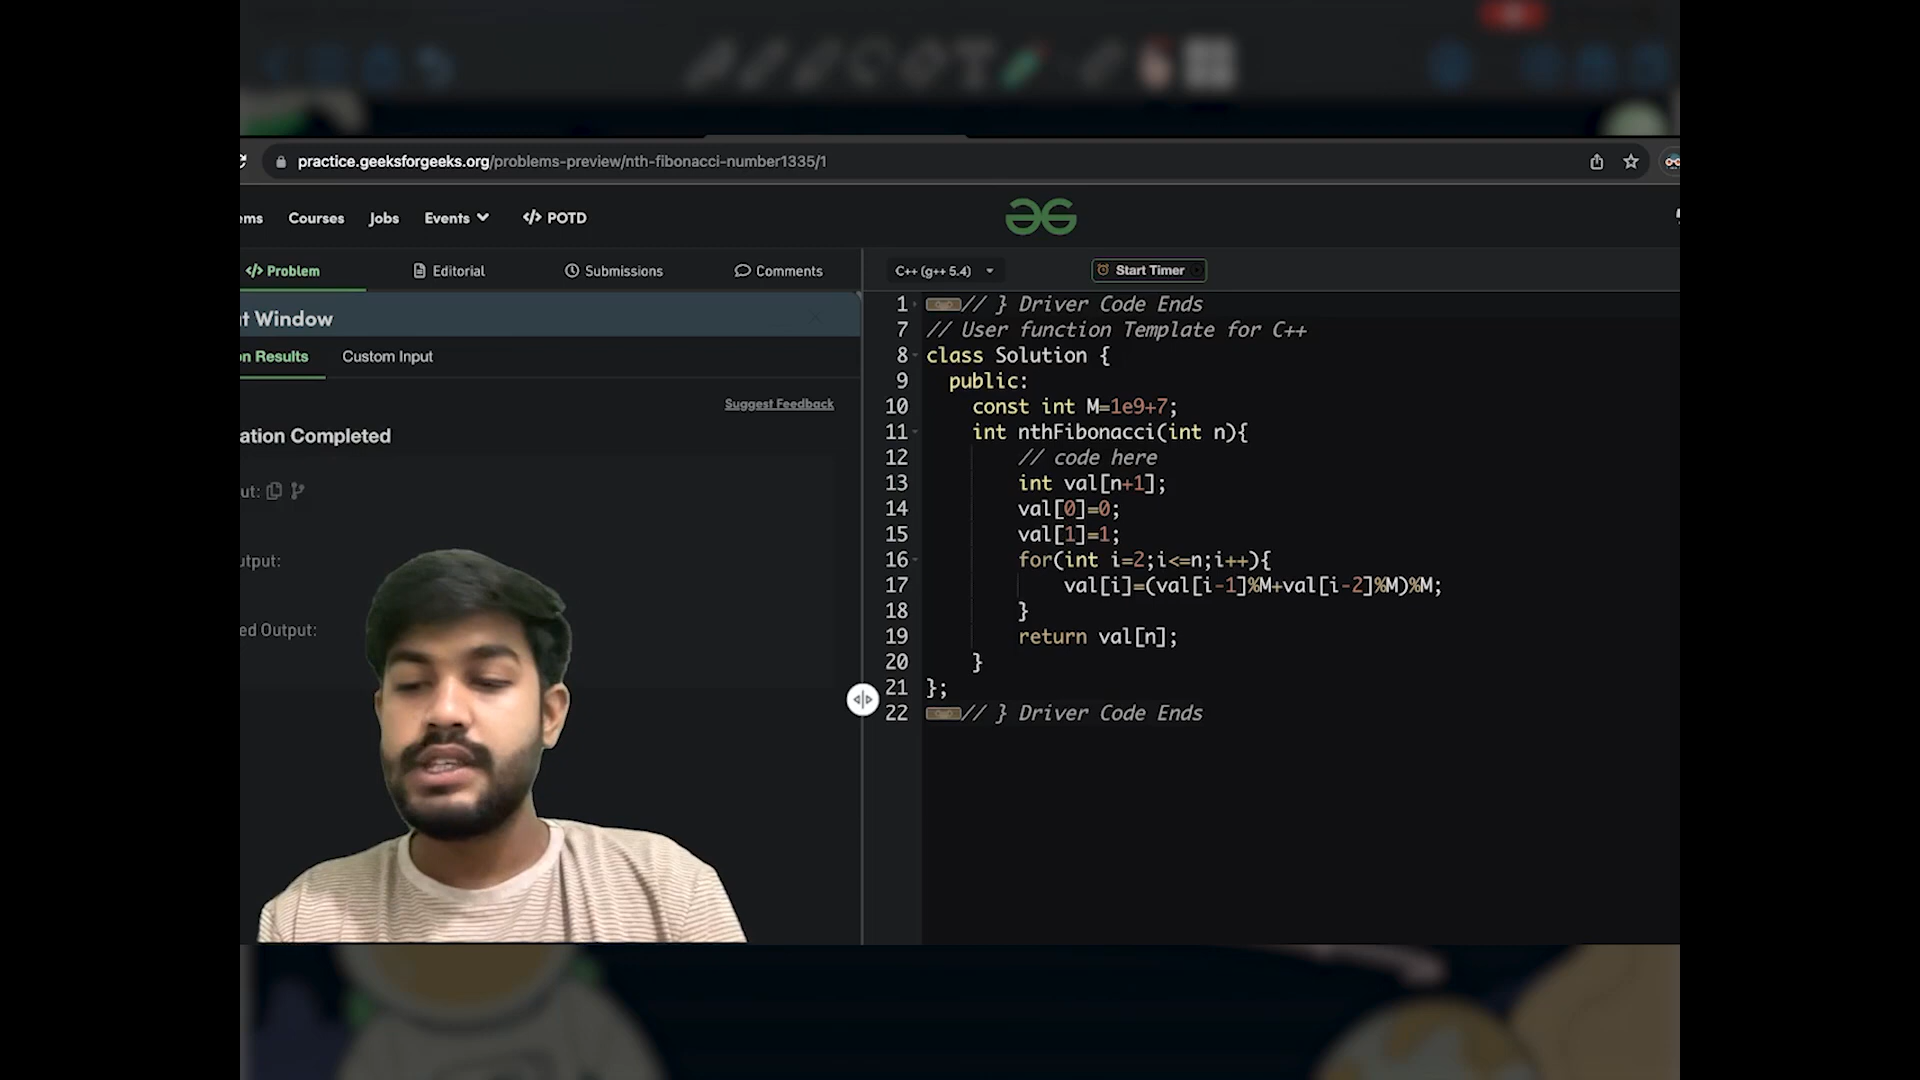 practice.geeksforgeeks.org/problems-preview/nth-fibonacci-number1335/1
ems Courses Jobs Events </> POTD
</> Problem Editorial Submissions Comments
C++ (g++ 5.4) Start Timer
t Window
on Results Custom Input
Suggest Feedback
ation Completed
ut:
utput:
ed Output:
1 // } Driver Code Ends
7 // User function Template for C++
8 class Solution {
9 public:
10 const int M=1e9+7;
11 int nthFibonacci(int n){
12 // code here
13 int val[n+1];
14 val[0]=0;
15 val[1]=1;
16 for(int i=2;i<=n;i++){
17 val[i]=(val[i-1]%M+val[i-2]%M)%M;
18 }
19 return val[n];
20 }
21 };
22 // } Driver Code Ends